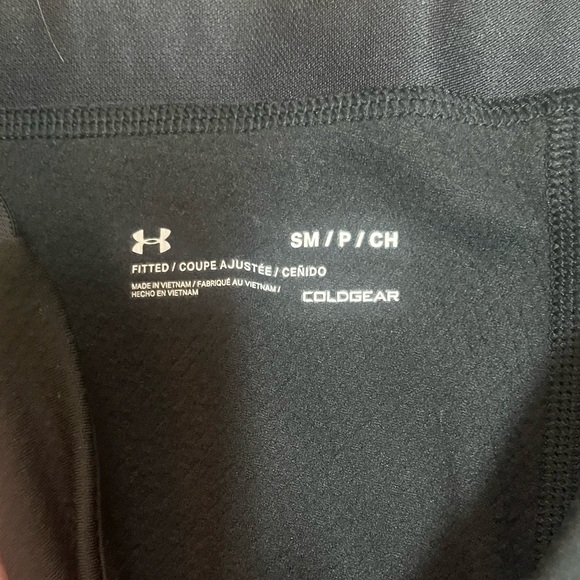 SM / P / CH
FITTED / COUPE AJUSTÉE / CEÑIDO
MADE IN VIETNAM / FABRIQUÉ AU VIETNAM /
HECHO EN VIETNAM
COLDGEAR